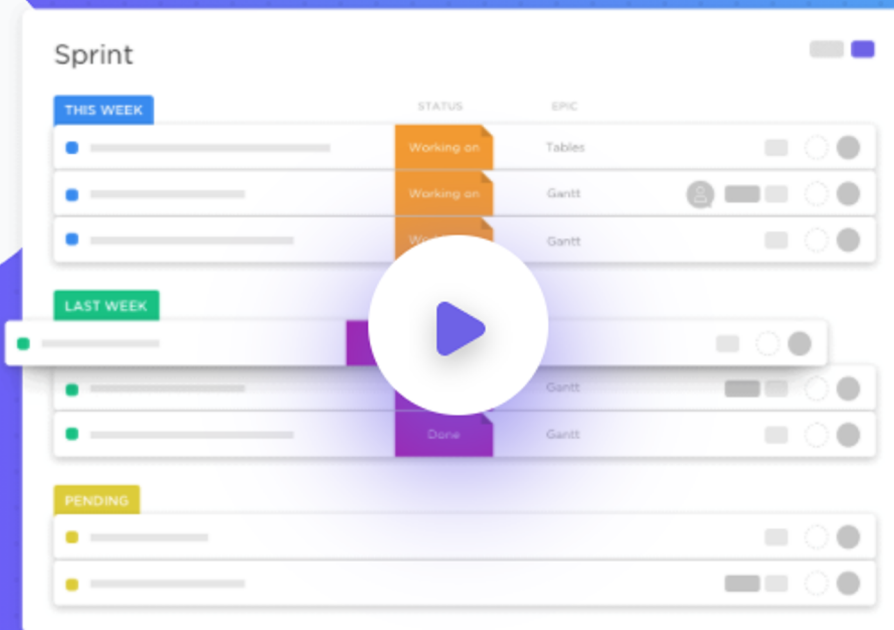 Sprint
THIS WEEK
STATUS EPIC
Working on Tables
Working on Gantt
Gantt
LAST WEEK
Gantt
Done Gantt
PENDING